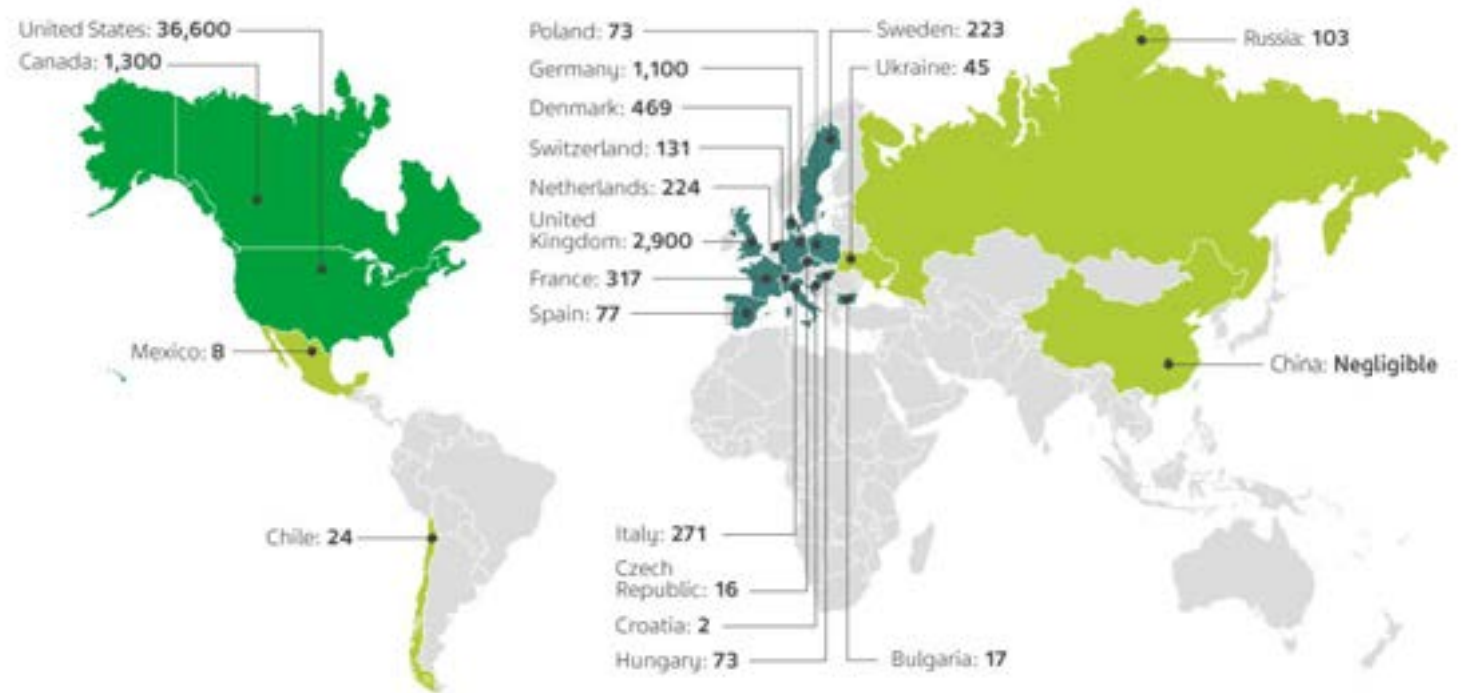 United States: 36,600
Canada: 1,300
Mexico: 8
Chile: 24
Poland: 73
Germany: 1,100
Denmark: 469
Switzerland: 131
Netherlands: 224
United
Kingdom: 2,900
France: 317
Spain: 77
Italy: 271
Czech
Republic: 16
Croatia: 2
Hungary: 73
Sweden: 223
Ukraine: 45
Bulgaria: 17
Russia: 103
China: Negligible